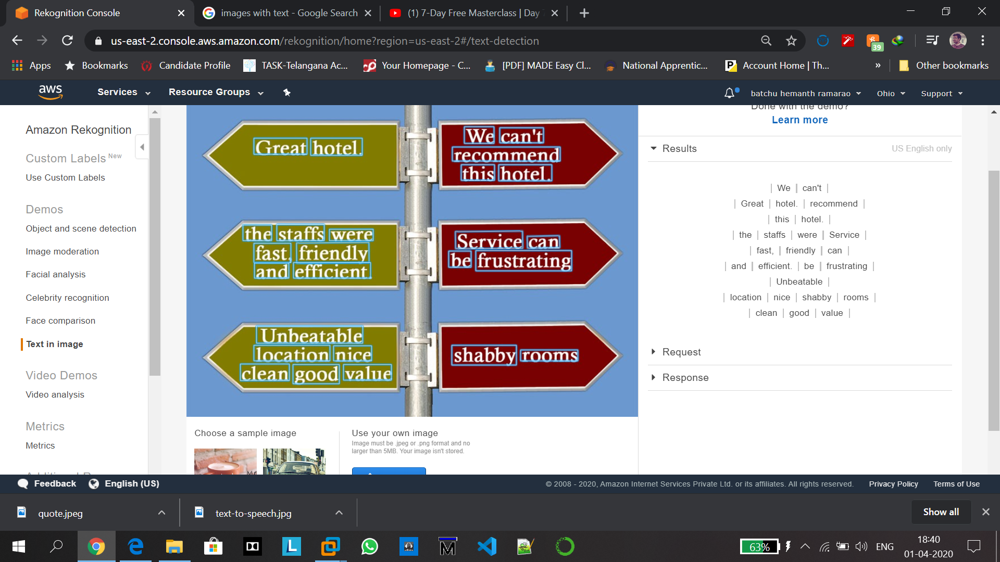 Rekognition Console
images with text - Google Search
(1) 7-Day Free Masterclass | Day
us-east-2.console.aws.amazon.com/rekognition/home?region=us-east-2#/text-detection
39
Apps
Bookmarks
Candidate Profile
TASK-Telangana Ac...
Your Homepage - C...
[PDF] MADE Easy Cl...
National Apprentic...
Account Home | Th...
»
Other bookmarks
aws
Services
Resource Groups
batchu hemanth ramarao
Ohio
Support
Amazon Rekognition
Custom Labels New
Use Custom Labels
Demos
Object and scene detection
Image moderation
Facial analysis
Celebrity recognition
Face comparison
Text in image
Video Demos
Video analysis
Metrics
Metrics
Great hotel.
We can't
recommend
this hotel.
the staffs were
fast, friendly
and efficient.
Service can
be frustrating
Unbeatable
location nice
clean good value
shabby rooms
Choose a sample image
Use your own image
Image must be .jpeg or .png format and no
larger than 5MB. Your image isn't stored.
Done with the demo?
Learn more
Results
US English only
| We | can't |
| Great | hotel. | recommend |
| this | hotel. |
| the | staffs | were | Service |
| fast, | friendly | can |
| and | efficient. | be | frustrating |
| Unbeatable |
| location | nice | shabby | rooms |
| clean | good | value |
Request
Response
Feedback
English (US)
© 2008 - 2020, Amazon Internet Services Private Ltd. or its affiliates. All rights reserved.
Privacy Policy
Terms of Use
quote.jpeg
text-to-speech.jpg
Show all
63%
ENG
18:40
01-04-2020